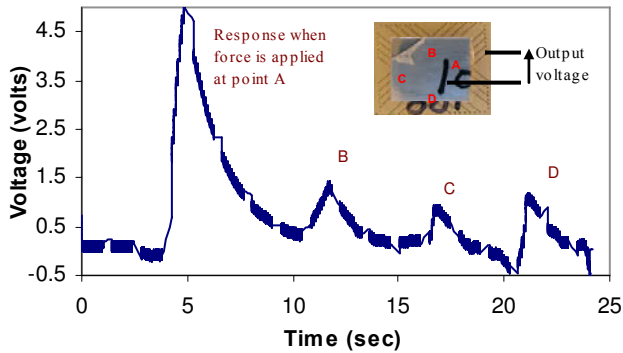 Response when
force is applied
at point A
B
A
C
D
Output
voltage
B
C
D
Voltage (volts)
4.5
3.5
2.5
1.5
0.5
-0.5
0
5
10
15
20
25
Time (sec)